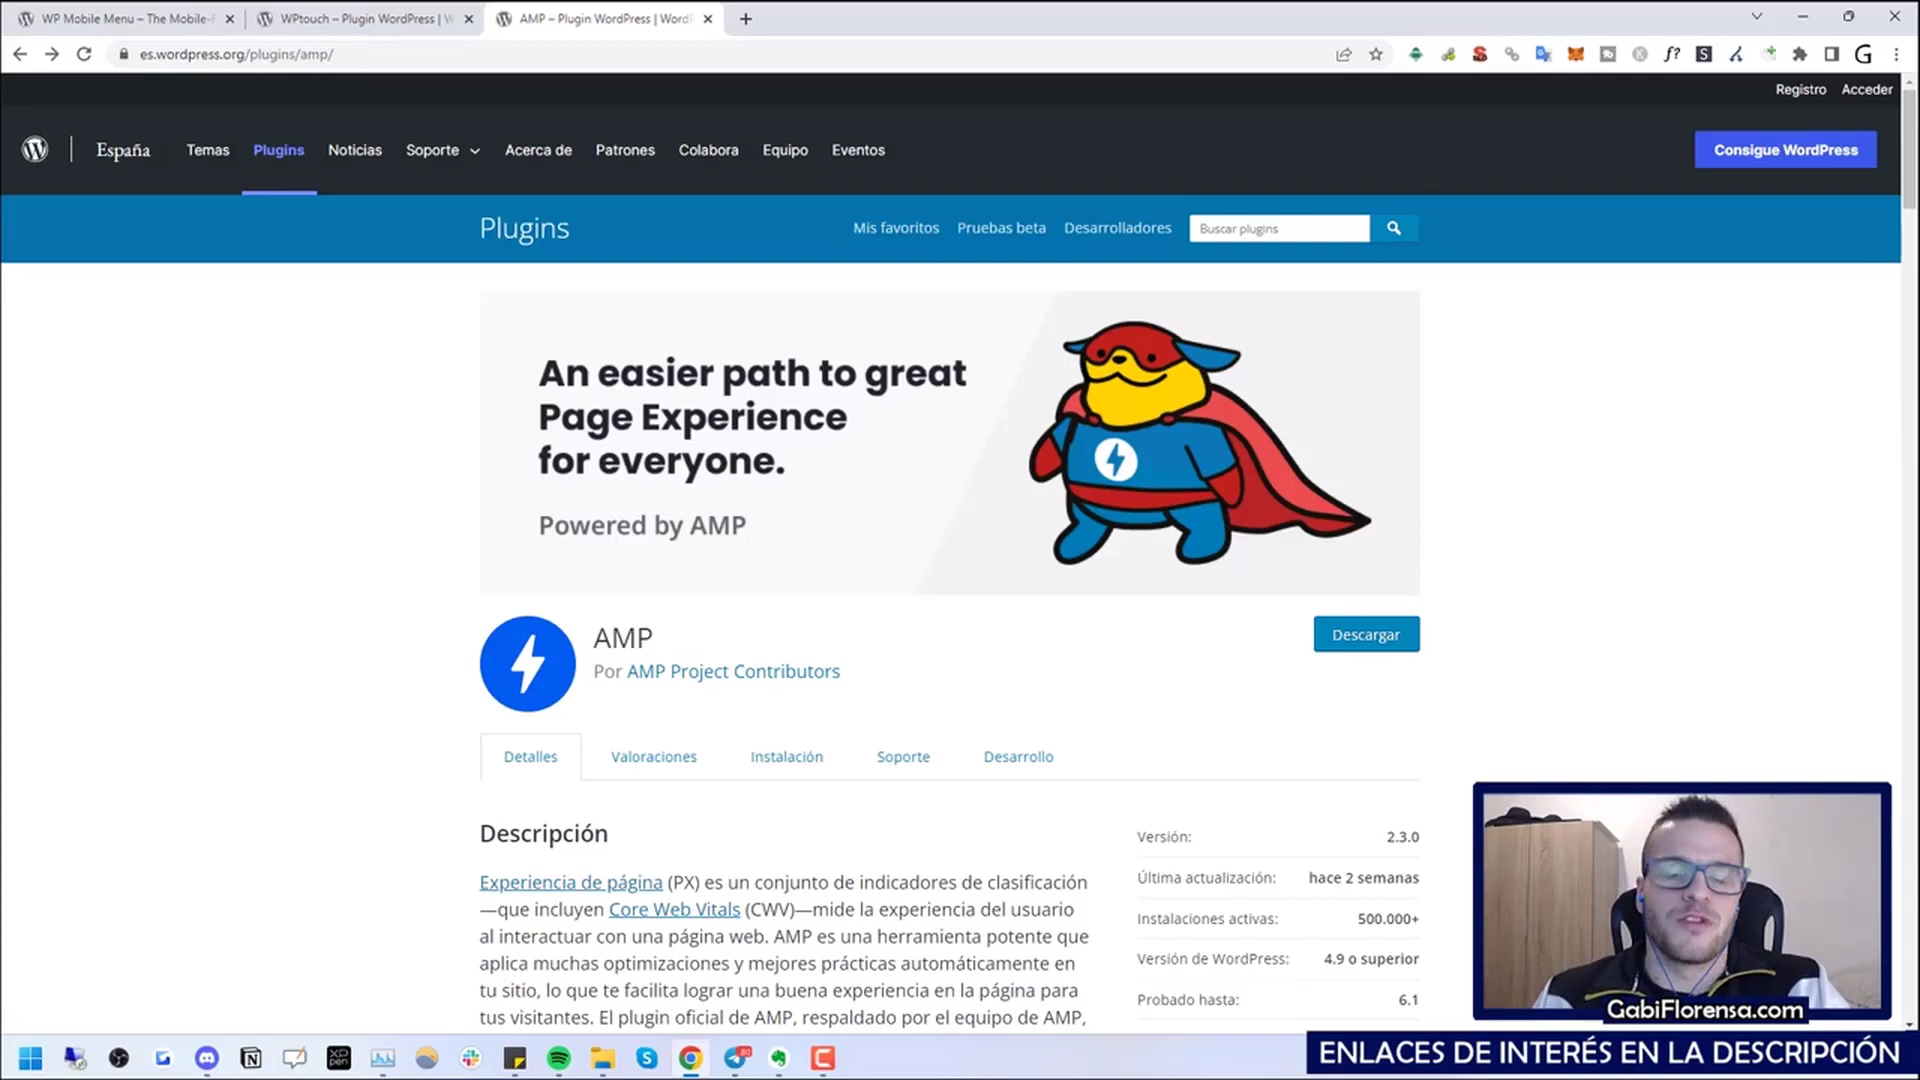 WP Mobile Menu – The Mobile-F
WPtouch – Plugin WordPress | W
AMP – Plugin WordPress | Word
es.wordpress.org/plugins/amp/
Registro Acceder
España Temas Plugins Noticias Soporte Acerca de Patrones Colabora Equipo Eventos Consigue WordPress
Plugins Mis favoritos Pruebas beta Desarrolladores Buscar plugins
An easier path to great
Page Experience
for everyone.
Powered by AMP
AMP
Por AMP Project Contributors
Descargar
Detalles Valoraciones Instalación Soporte Desarrollo
Descripción
Experiencia de página (PX) es un conjunto de indicadores de clasificación
—que incluyen Core Web Vitals (CWV)—mide la experiencia del usuario
al interactuar con una página web. AMP es una herramienta potente que
aplica muchas optimizaciones y mejores prácticas automáticamente en
tu sitio, lo que te facilita lograr una buena experiencia en la página para
tus visitantes. El plugin oficial de AMP, respaldado por el equipo de AMP,
Versión: 2.3.0
Última actualización: hace 2 semanas
Instalaciones activas: 500.000+
Versión de WordPress: 4.9 o superior
Probado hasta: 6.1
GabiFlorensa.com
ENLACES DE INTERÉS EN LA DESCRIPCIÓN